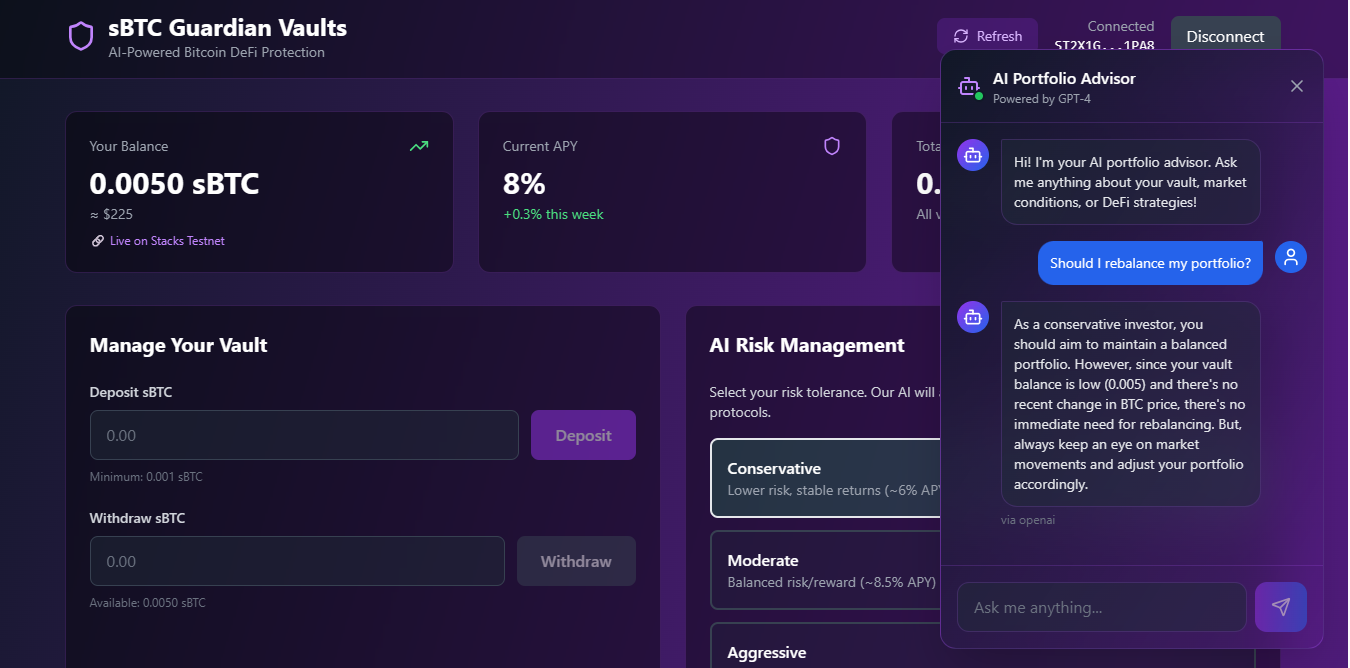 sBTC Guardian Vaults
AI-Powered Bitcoin DeFi Protection
Refresh
Connected
ST2X1G...1PA8
Disconnect
Your Balance
0.0050 sBTC
≈ $225
Live on Stacks Testnet
Current APY
8%
+0.3% this week
0.
All
Manage Your Vault
Deposit sBTC
0.00
Deposit
Minimum: 0.001 sBTC
Withdraw sBTC
0.00
Withdraw
Available: 0.0050 sBTC
AI Risk Management
Select your risk tolerance. Our AI will
protocols.
Conservative
Lower risk, stable returns (~6% APY
Moderate
Balanced risk/reward (~8.5% APY)
Aggressive
AI Portfolio Advisor
Powered by GPT-4
Hi! I'm your AI portfolio advisor. Ask
me anything about your vault, market
conditions, or DeFi strategies!
Should I rebalance my portfolio?
As a conservative investor, you
should aim to maintain a balanced
portfolio. However, since your vault
balance is low (0.005) and there's no
recent change in BTC price, there's no
immediate need for rebalancing. But,
always keep an eye on market
movements and adjust your portfolio
accordingly.
via openai
Ask me anything...